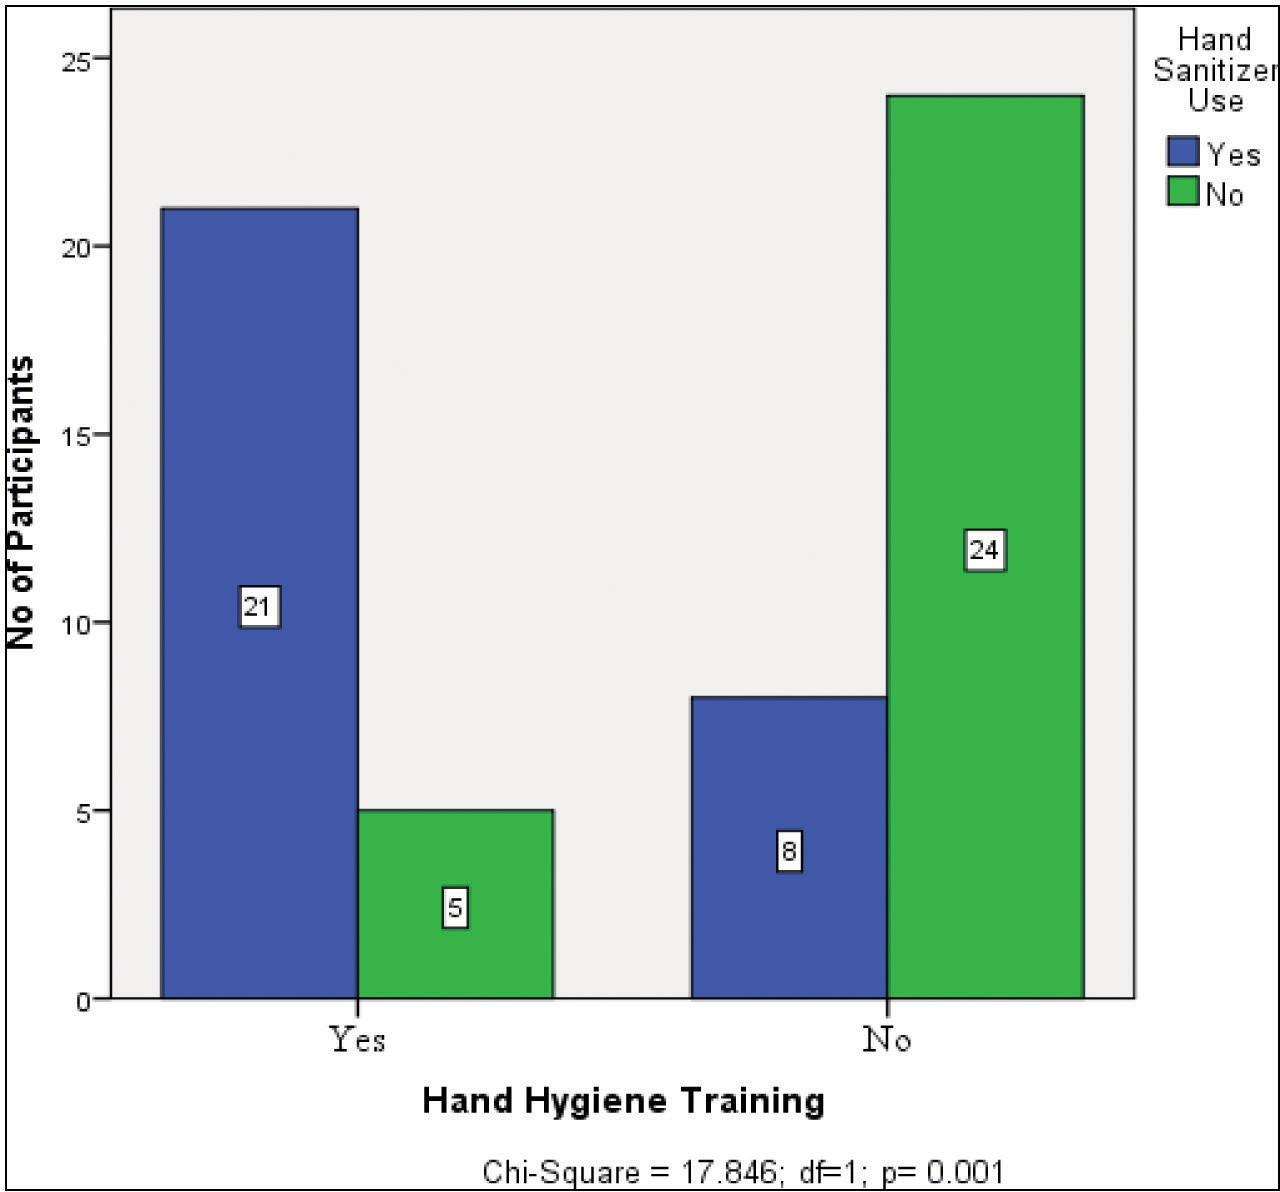 Hand
Sanitizer
Use
Yes
No
No of Participants
25
20
15
10
5
0
21
5
8
24
Yes
No
Hand Hygiene Training
Chi-Square = 17.846; df=1; p= 0.001